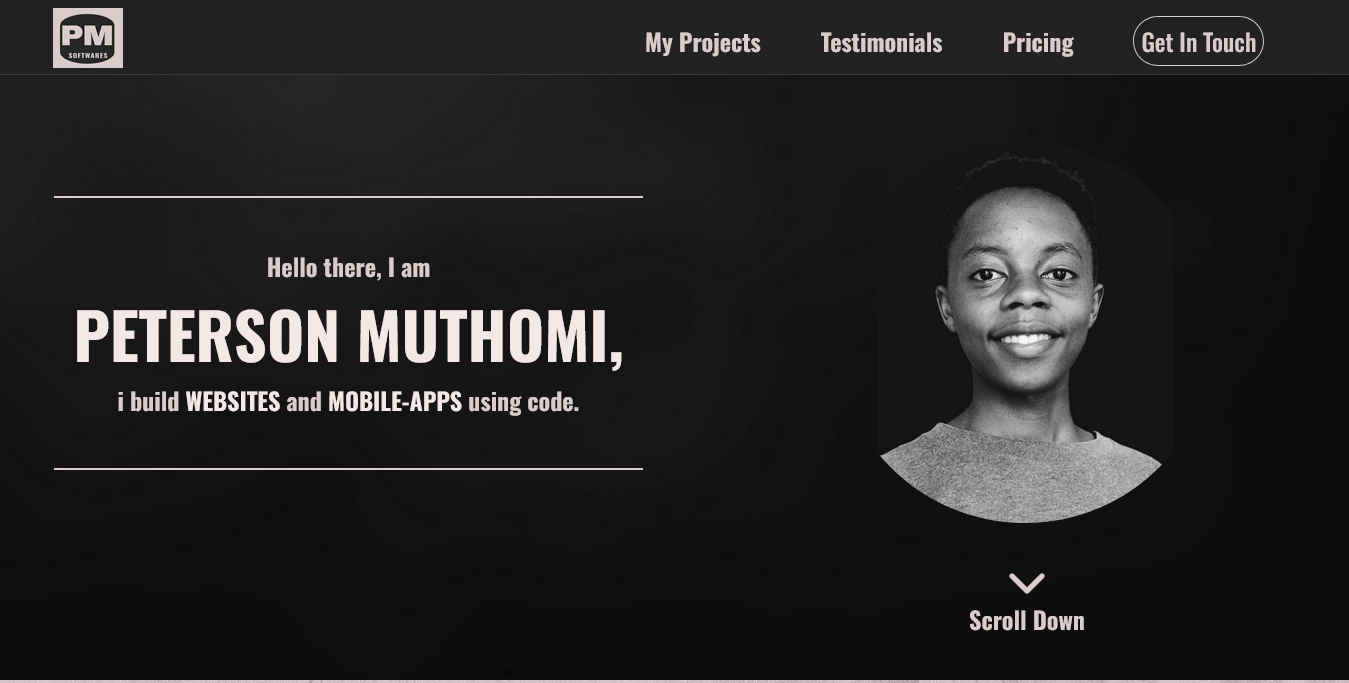 PM
SOFTWARES
My Projects
Testimonials
Pricing
Get In Touch
Hello there, I am
PETERSON MUTHOMI,
i build WEBSITES and MOBILE-APPS using code.
Scroll Down